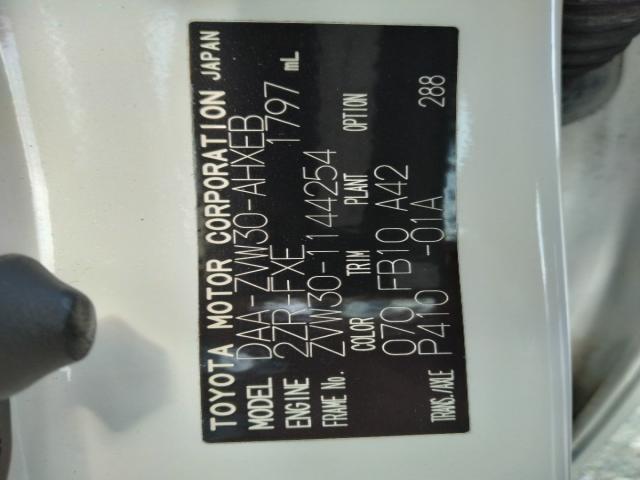 TOYOTA MOTOR CORPORATION JAPAN
MODEL DAA-ZVW30-AHXEB
ENGINE 2ZR-FXE 1797 mL
FRAME No. ZVW30-1144254
COLOR TRIM PLANT OPTION
070 FB10 A42
TRANS./AXLE P410 -01A 288